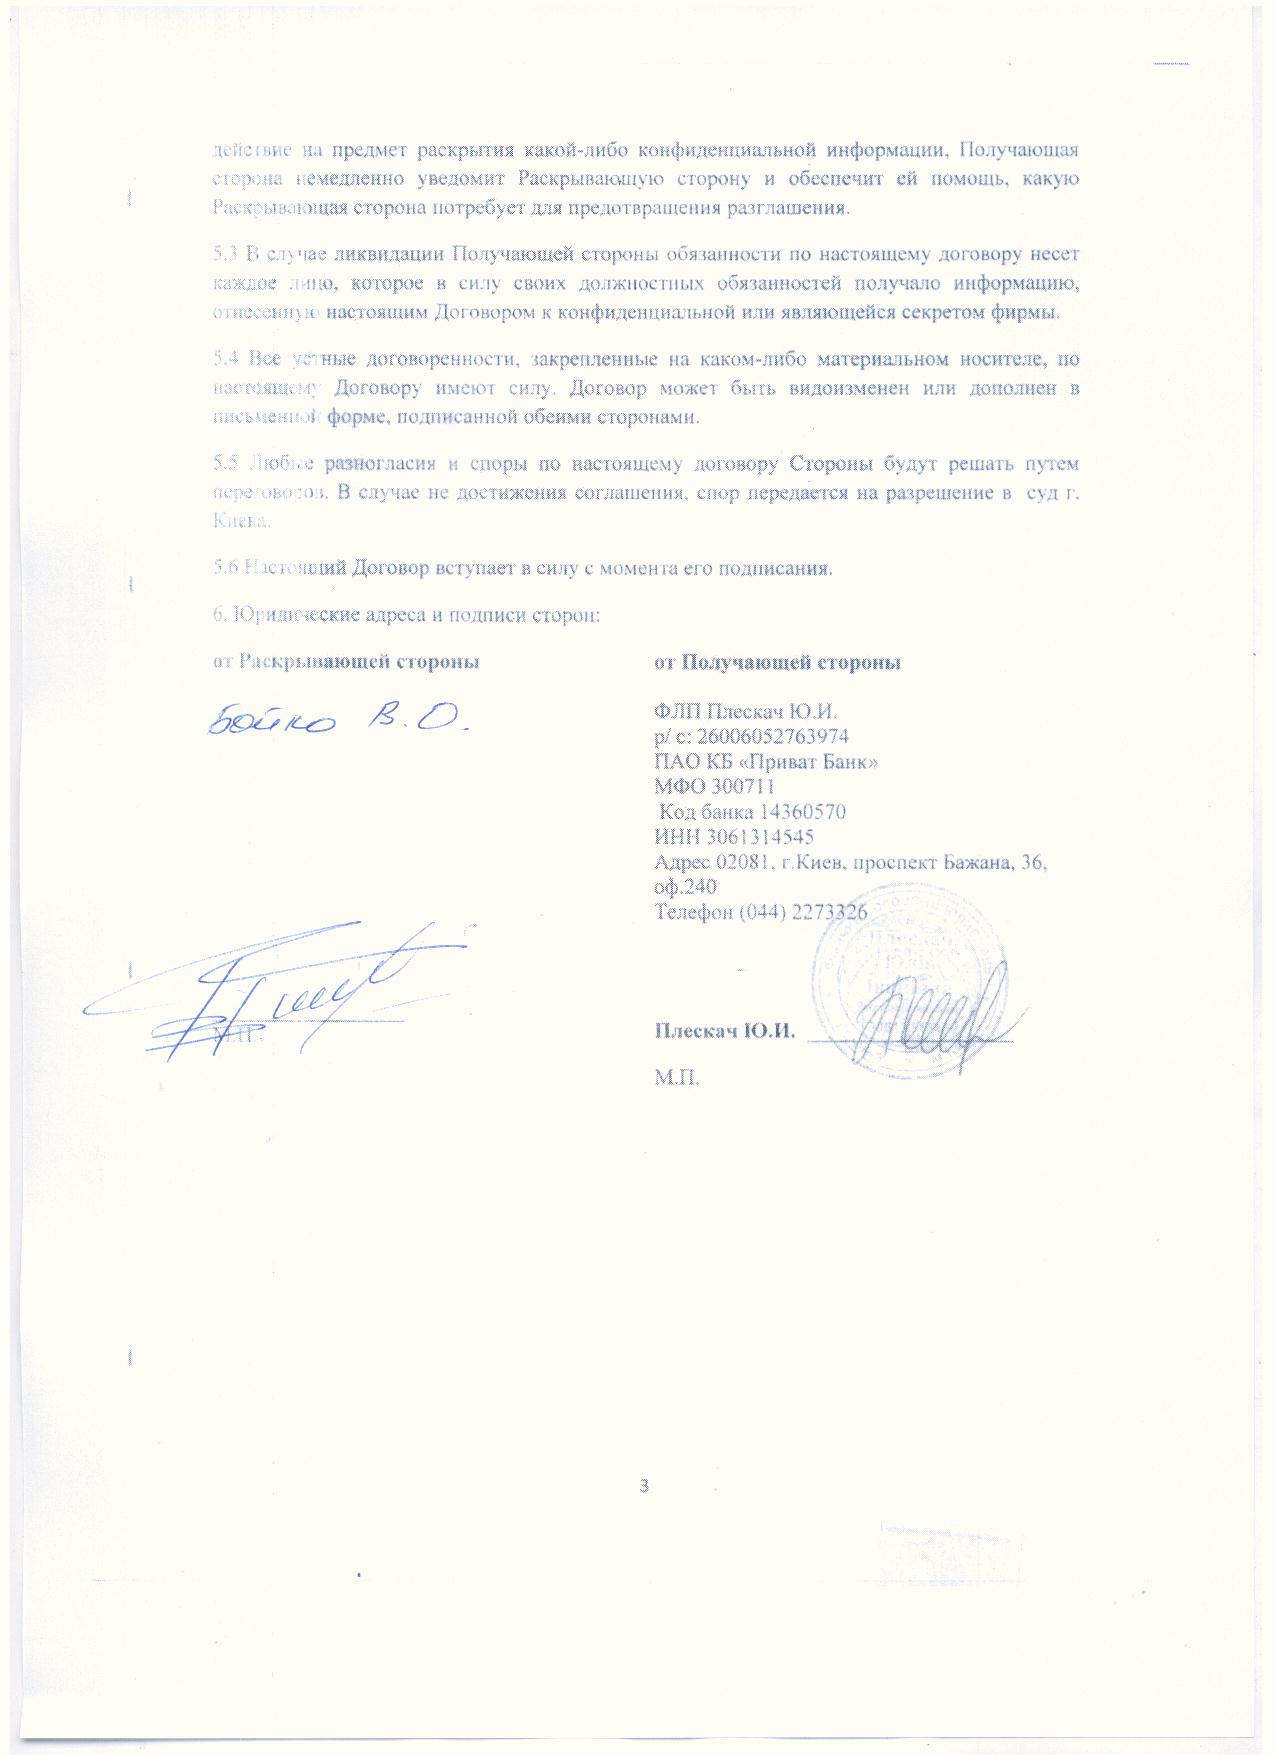 действие на предмет раскрытия какой-либо конфиденциальной информации, Получающая
сторона немедленно уведомит Раскрывающую сторону и обеспечит ей помощь, какую
Раскрывающая сторона потребует для предотвращения разглашения.
5.3 В случае ликвидации Получающей стороны обязанности по настоящему договору несет
каждое лицо, которое в силу своих должностных обязанностей получало информацию,
отнесенную настоящим Договором к конфиденциальной или являющейся секретом фирмы.
5.4 Все устные договоренности, закрепленные на каком-либо материальном носителе, по
настоящему Договору имеют силу. Договор может быть видоизменен или дополнен в
письменной форме, подписанной обеими сторонами.
5.5 Любые разногласия и споры по настоящему договору Стороны будут решать путем
переговоров. В случае не достижения соглашения, спор передается на разрешение в суд г.
Киева.
5.6 Настоящий Договор вступает в силу с момента его подписания.
6. Юридические адреса и подписи сторон:
от Раскрывающей стороны
Бойко В.О.
М.П.
от Получающей стороны
ФЛП Плескач Ю.И.
р/ с: 26006052763974
ПАО КБ «Приват Банк»
МФО 300711
Код банка 14360570
ИНН 3061314545
Адрес 02081, г.Киев, проспект Бажана, 36,
оф.240
Телефон (044) 2273326
Плескач
Плескач Ю.И.
М.П.
3